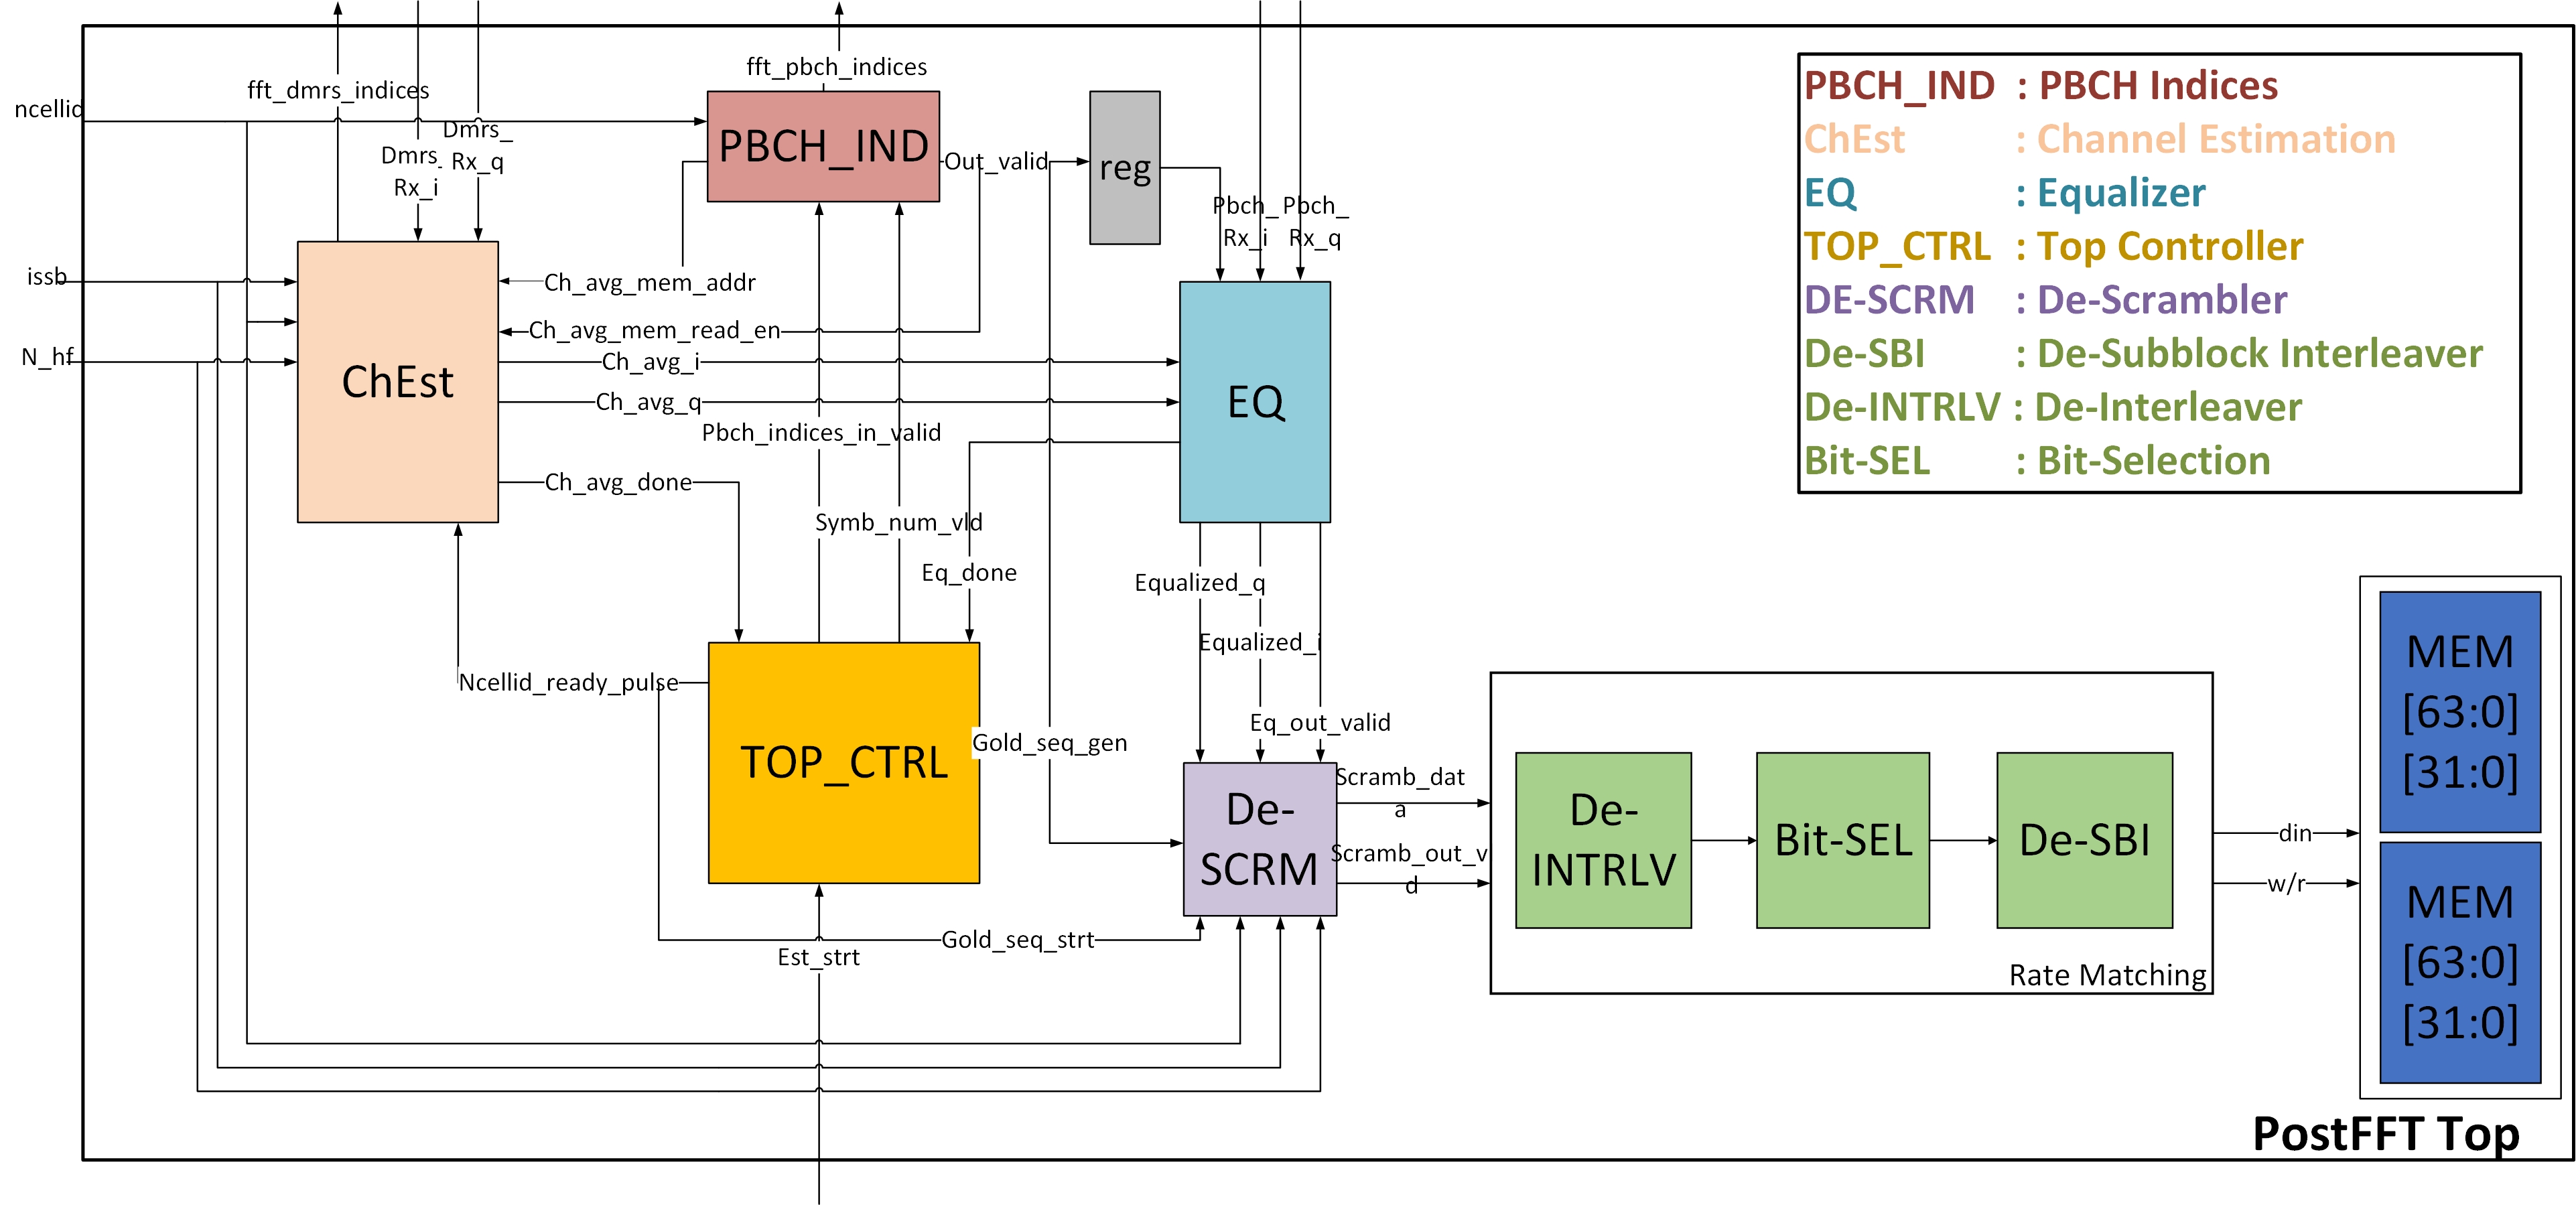 fft_pbch_indices
fft_dmrs_indices
ncellid
Dmrs_
Rx_q
Dmrs_
Rx_i
PBCH_IND
Out_valid
reg
Pbch_
Rx_i
Pbch_
Rx_q
issb
Ch_avg_mem_addr
Ch_avg_mem_read_en
N_hf
Ch_avg_i
ChEst
Ch_avg_q
EQ
Pbch_indices_in_valid
Ch_avg_done
Symb_num_vld
Eq_done
Equalized_q
Equalized_i
Ncellid_ready_pulse
Eq_out_valid
Gold_seq_gen
TOP_CTRL
De-
SCRM
Scramb_dat
a
Scramb_out_v
d
Gold_seq_strt
Est_strt
De-
INTRLV
Bit-SEL
De-SBI
Rate Matching
din
w/r
MEM
[63:0]
[31:0]
MEM
[63:0]
[31:0]
PostFFT Top
PBCH_IND : PBCH Indices
ChEst : Channel Estimation
EQ : Equalizer
TOP_CTRL : Top Controller
DE-SCRM : De-Scrambler
De-SBI : De-Subblock Interleaver
De-INTRLV : De-Interleaver
Bit-SEL : Bit-Selection